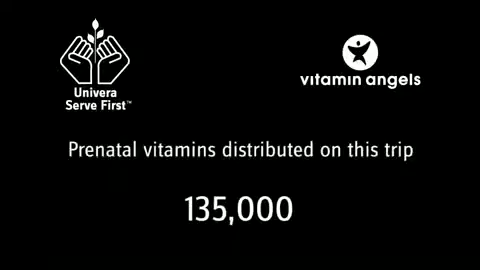 Univera
Serve First™
vitamin angels
Prenatal vitamins distributed on this trip
135,000